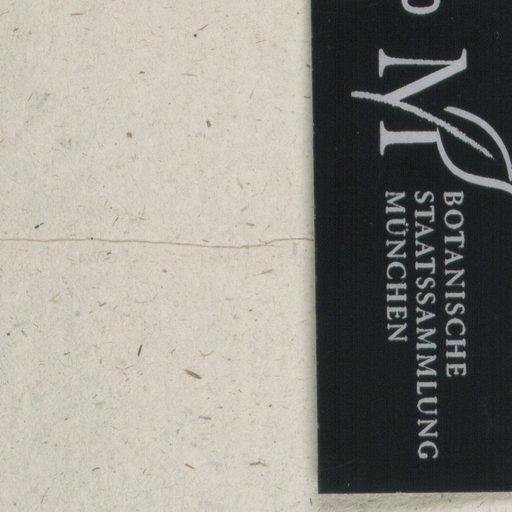 M
BOTANISCHE
STAATSSAMMLUNG
MÜNCHEN